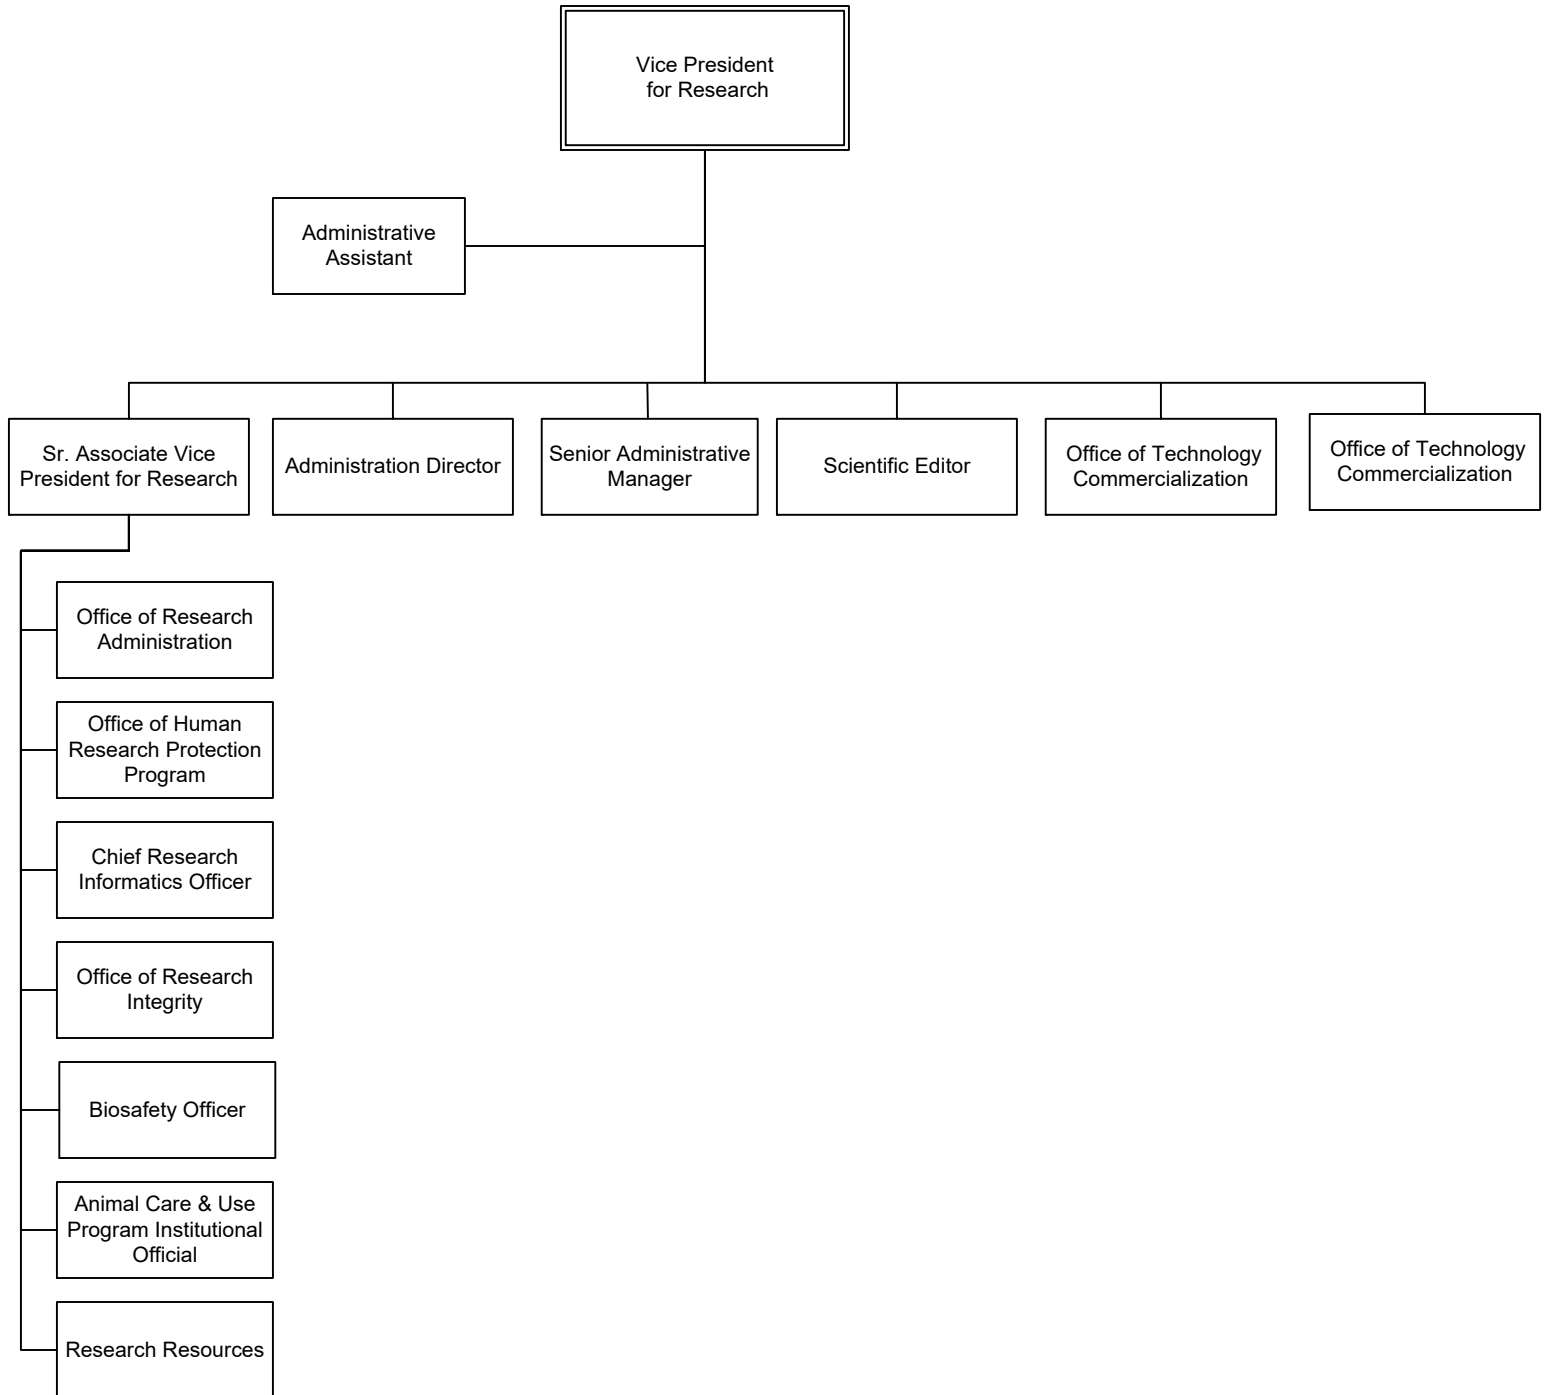 Vice President
for Research
Administrative
Assistant
Sr. Associate Vice
President for Research
Administration Director
Senior Administrative
Manager
Scientific Editor
Office of Technology
Commercialization
Office of Technology
Commercialization
Office of Research
Administration
Office of Human
Research Protection
Program
Chief Research
Informatics Officer
Office of Research
Integrity
Biosafety Officer
Animal Care & Use
Program Institutional
Official
Research Resources